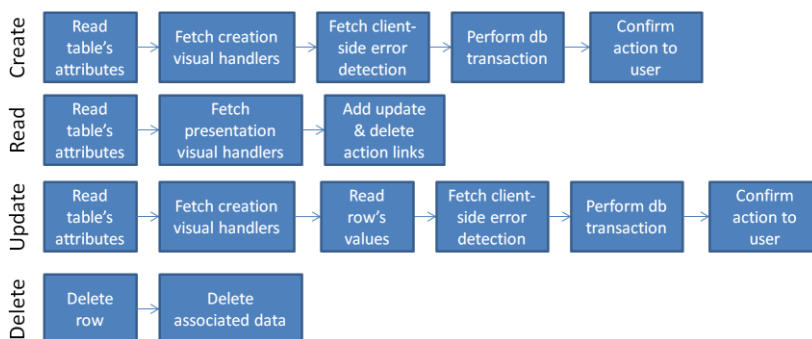 Create
Read
table's
attributes
Fetch creation
visual handlers
Fetch client-
side error
detection
Perform db
transaction
Confirm
action to
user
Read
Read
table's
attributes
Fetch
presentation
visual handlers
Add update
& delete
action links
Update
Read
table's
attributes
Fetch creation
visual handlers
Read
row's
values
Fetch client-
side error
detection
Perform db
transaction
Confirm
action to
user
Delete
Delete
row
Delete
associated data